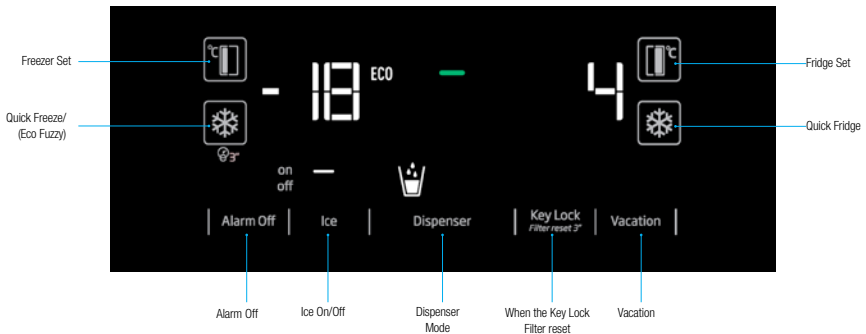 Freezer Set
°C
-18
ECO
4
°C
Fridge Set
Quick Freeze/
(Eco Fuzzy)
3"
Quick Fridge
on
off
Alarm Off
Ice
Dispenser
Key Lock
Filter reset 3"
Vacation
Alarm Off
Ice On/Off
Dispenser
Mode
When the Key Lock
Filter reset
Vacation